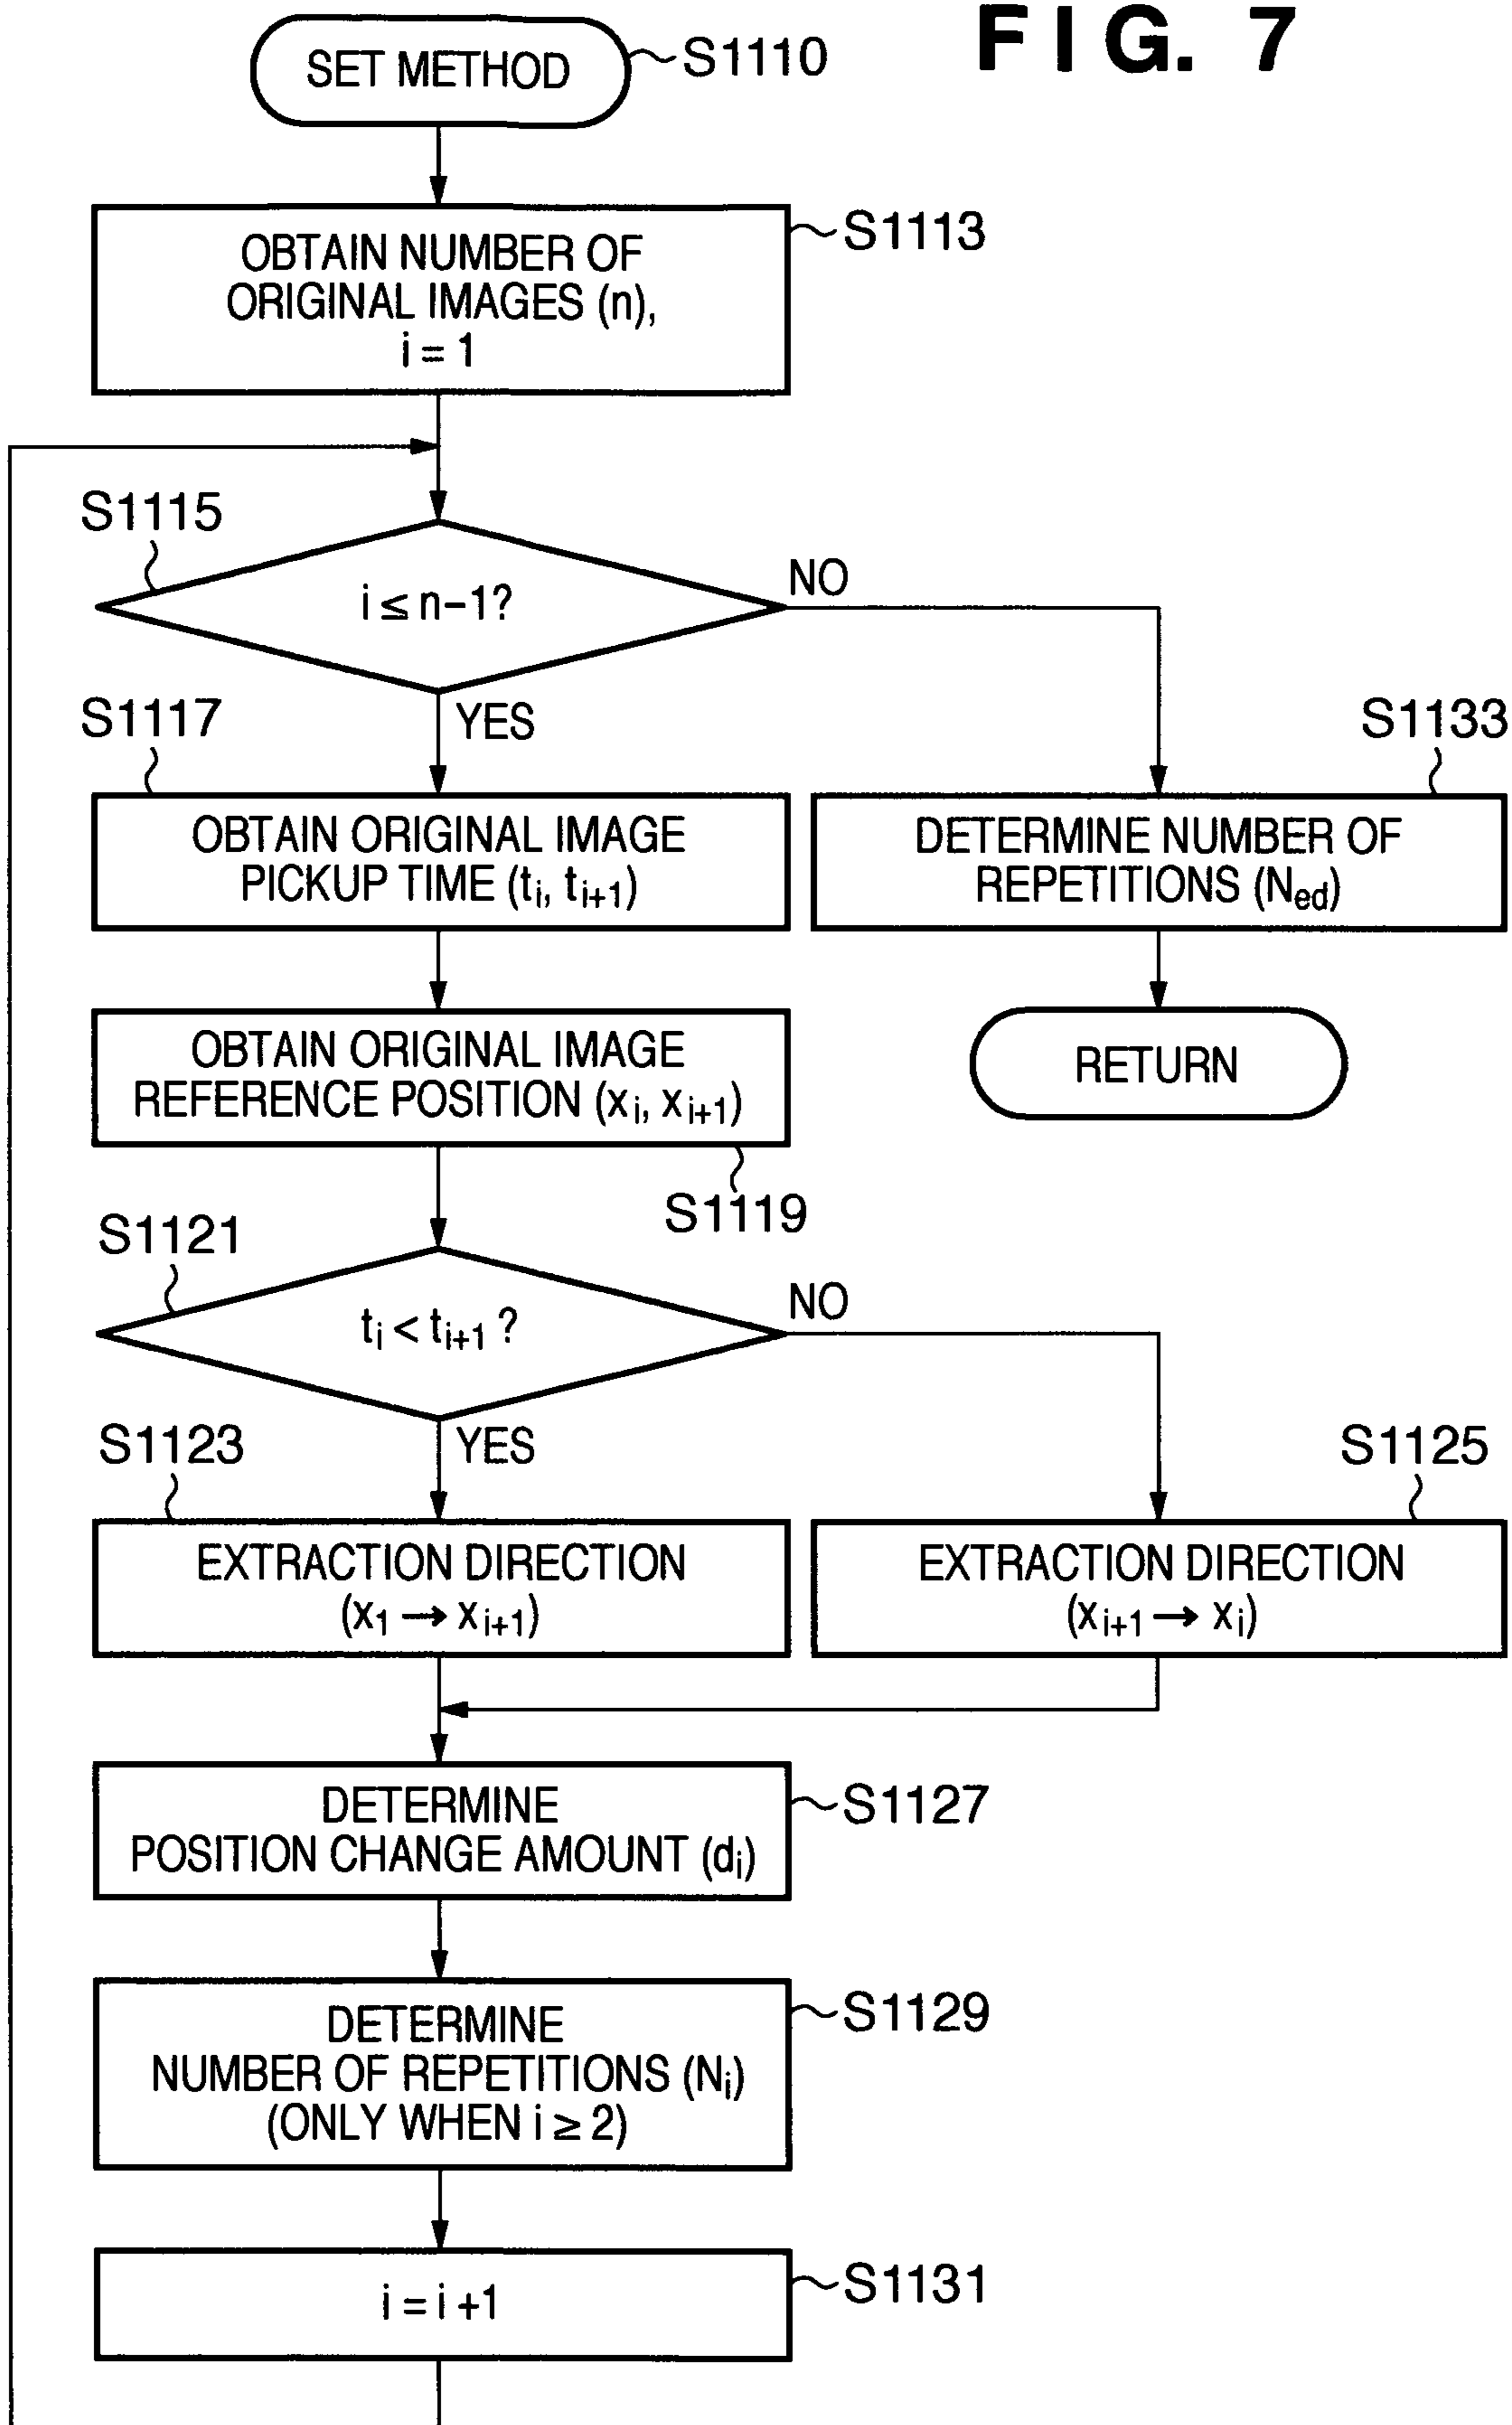 FIG. 7
SET METHOD
S1110
OBTAIN NUMBER OF
ORIGINAL IMAGES (n),
i = 1
S1113
S1115
i ≤ n−1?
NO
YES
S1117
OBTAIN ORIGINAL IMAGE
PICKUP TIME (tᵢ, tᵢ₊₁)
S1133
DETERMINE NUMBER OF
REPETITIONS (Ned)
OBTAIN ORIGINAL IMAGE
REFERENCE POSITION (xᵢ, xᵢ₊₁)
S1119
RETURN
S1121
tᵢ < tᵢ₊₁ ?
NO
YES
S1123
EXTRACTION DIRECTION
(x₁ → xᵢ₊₁)
S1125
EXTRACTION DIRECTION
(xᵢ₊₁ → xᵢ)
DETERMINE
POSITION CHANGE AMOUNT (dᵢ)
S1127
DETERMINE
NUMBER OF REPETITIONS (Nᵢ)
(ONLY WHEN i ≥ 2)
S1129
i = i +1
S1131